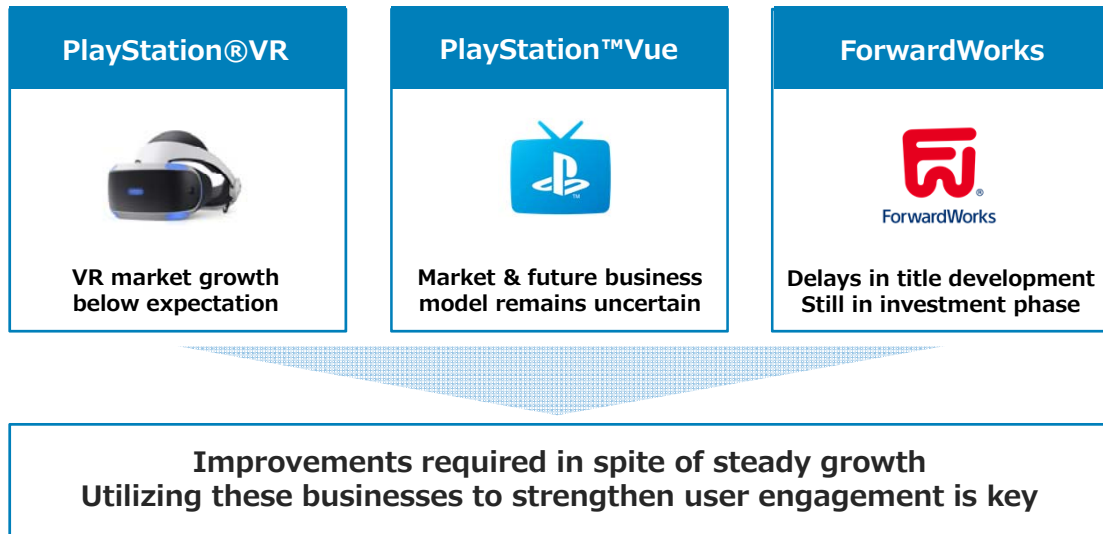 PlayStation®VR
VR market growth
below expectation
PlayStation™Vue
TM
Market & future business
model remains uncertain
ForwardWorks
®
ForwardWorks
Delays in title development
Still in investment phase
Improvements required in spite of steady growth
Utilizing these businesses to strengthen user engagement is key